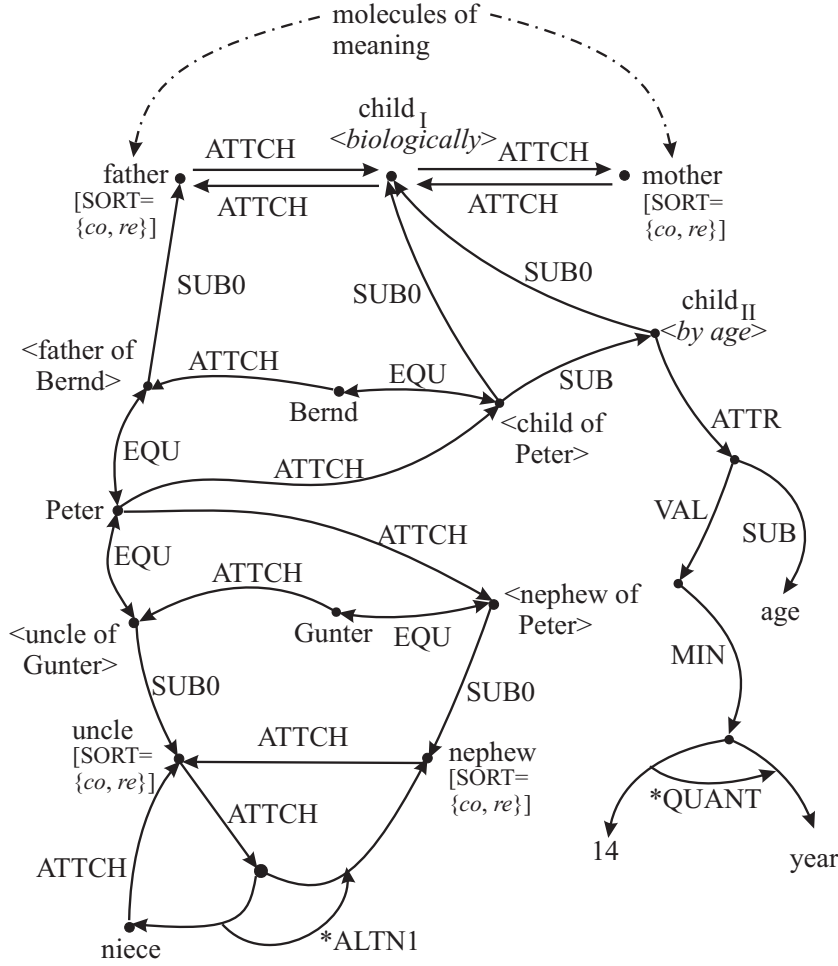 molecules of
meaning
child I
<biologically>
father
[SORT=
{co, re}]
ATTCH
ATTCH
ATTCH
ATTCH
mother
[SORT=
{co, re}]
SUB0
SUB0
SUB0
child II
<by age>
<father of
Bernd>
ATTCH
Bernd
EQU
<child of
Peter>
SUB
ATTR
EQU
ATTCH
Peter
ATTCH
VAL
SUB
age
EQU
ATTCH
Gunter
EQU
<nephew of
Peter>
<uncle of
Gunter>
MIN
SUB0
SUB0
uncle
[SORT=
{co, re}]
ATTCH
nephew
[SORT=
{co, re}]
ATTCH
*QUANT
14
year
ATTCH
niece
*ALTN1